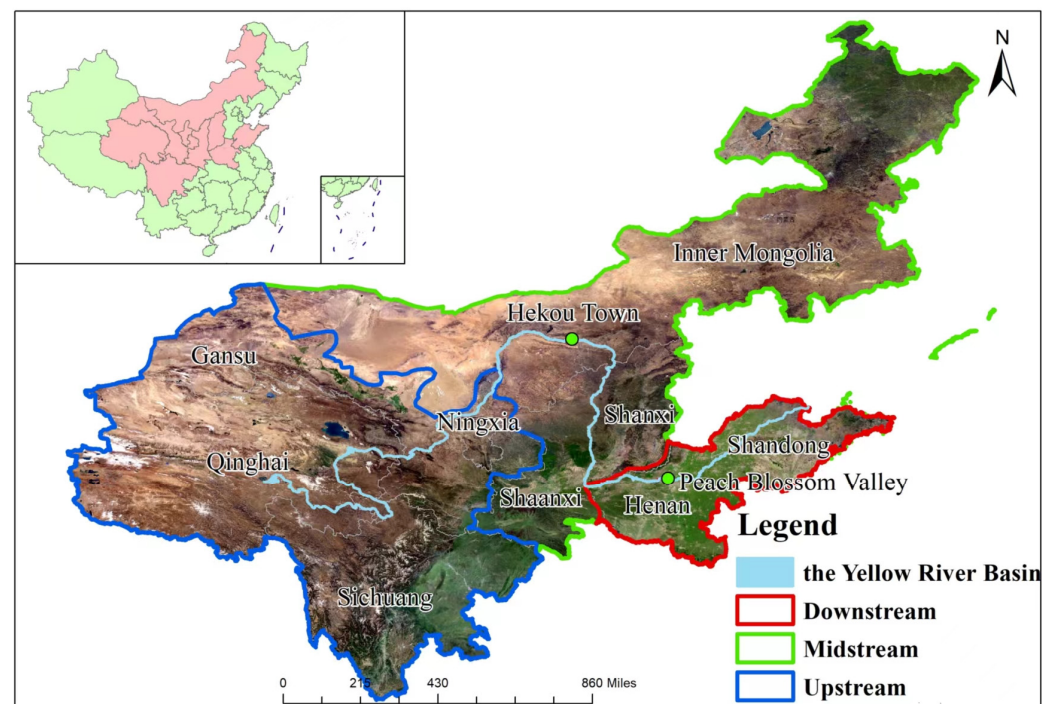 N
Inner Mongolia
Hekou Town
Gansu
Ningxia
Shanxi
Shandong
Qinghai
Peach Blossom Valley
Shaanxi
Henan
Sichuang
Legend
the Yellow River Basin
Downstream
Midstream
Upstream
0 215 430 860 Miles